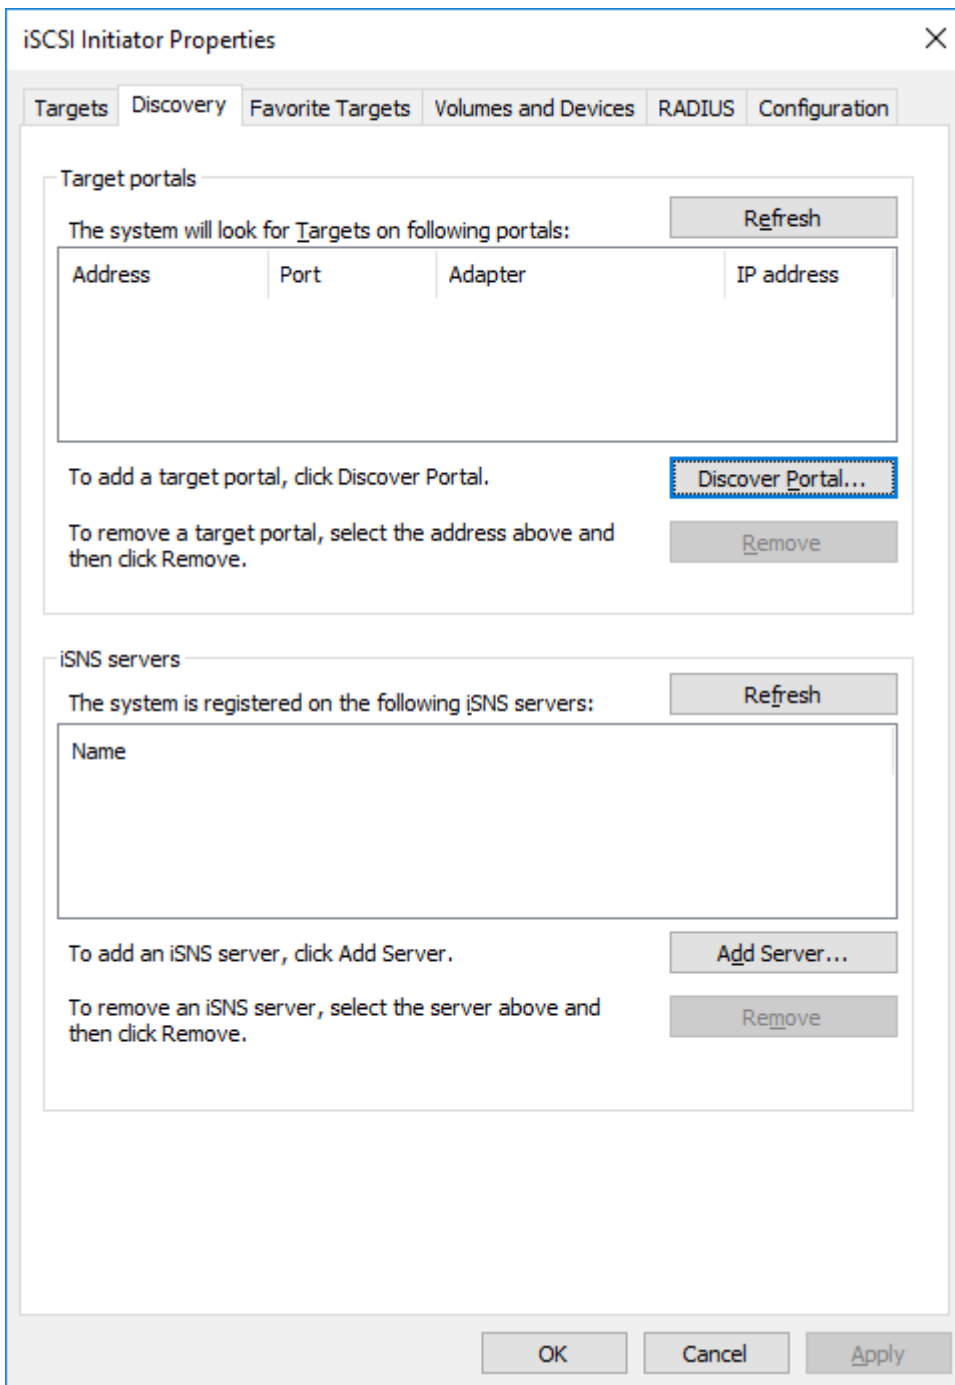 iSCSI Initiator Properties
Targets Discovery Favorite Targets Volumes and Devices RADIUS Configuration
Target portals
The system will look for Targets on following portals: Refresh
Address Port Adapter IP address
To add a target portal, click Discover Portal. Discover Portal...
To remove a target portal, select the address above and
then click Remove.
Remove
iSNS servers
The system is registered on the following iSNS servers: Refresh
Name
To add an iSNS server, click Add Server. Add Server...
To remove an iSNS server, select the server above and
then click Remove.
Remove
OK Cancel Apply